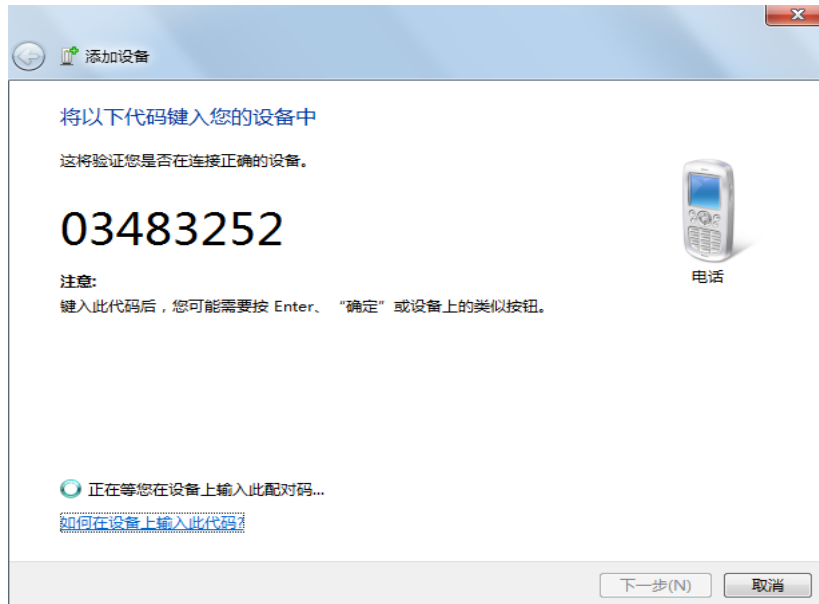 添加设备
将以下代码键入您的设备中
这将验证您是否在连接正确的设备。
03483252
电话
注意:
键入此代码后，您可能需要按 Enter、“确定”或设备上的类似按钮。
正在等您在设备上输入此配对码...
如何在设备上输入此代码?
下一步(N)
取消